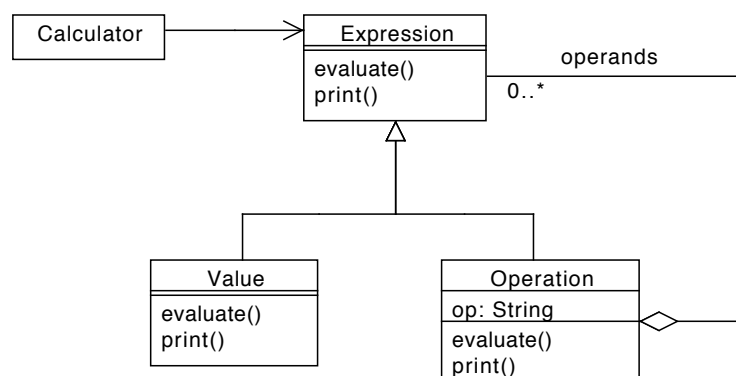 Calculator
Expression
evaluate()
print()
operands
0..*
Value
evaluate()
print()
Operation
op: String
evaluate()
print()